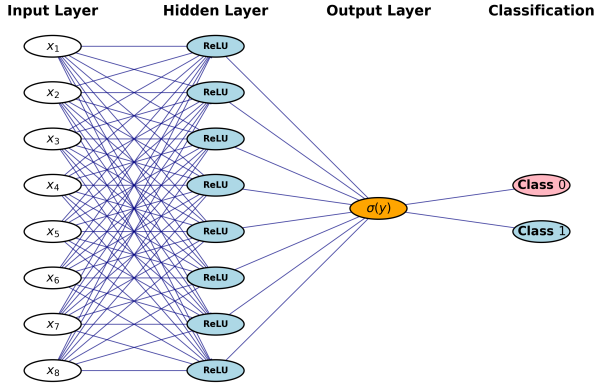 Input Layer Hidden Layer Output Layer Classification
x₁ ReLU
x₂ ReLU
x₃ ReLU
x₄ ReLU Class 0
σ(y)
x₅ ReLU Class 1
x₆ ReLU
x₇ ReLU
x₈ ReLU